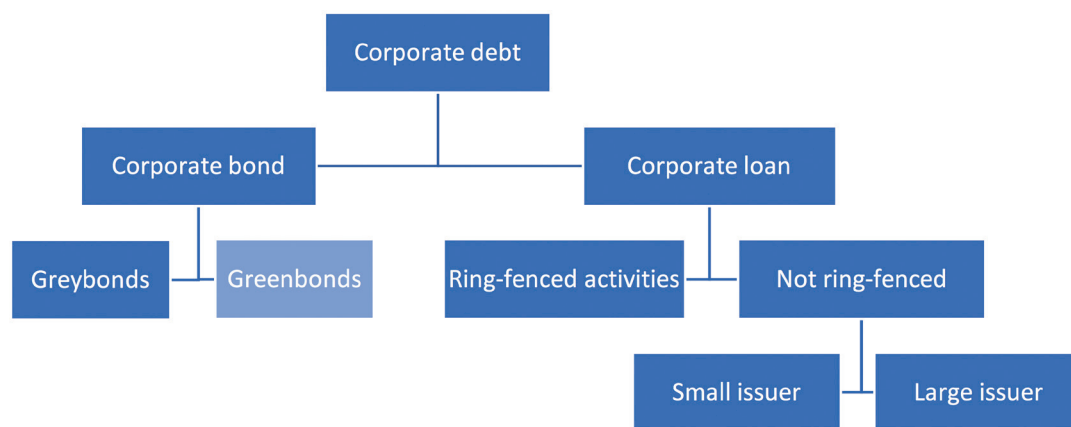 Corporate debt
Corporate bond
Corporate loan
Greybonds
Greenbonds
Ring-fenced activities
Not ring-fenced
Small issuer
Large issuer